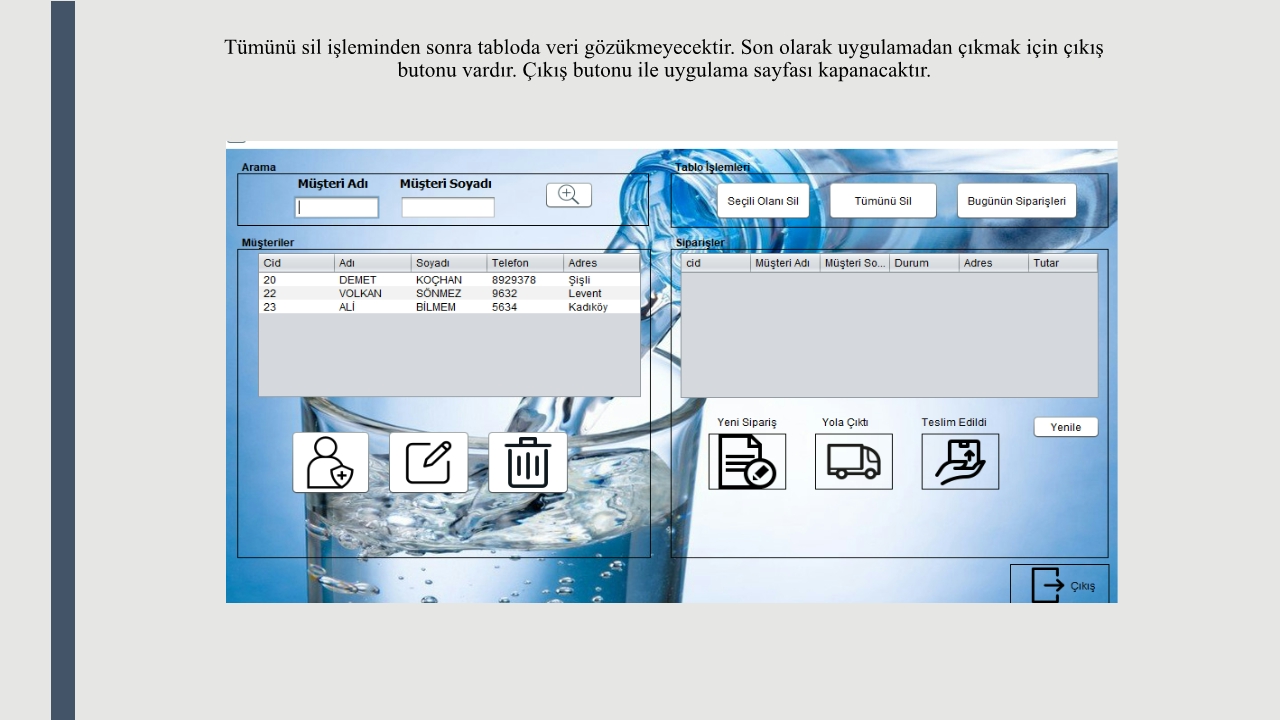 Tümünü sil işleminden sonra tabloda veri gözükmeyecektir. Son olarak uygulamadan çıkmak için çıkış
butonu vardır. Çıkış butonu ile uygulama sayfası kapanacaktır.
Arama
Müşteri Adı Müşteri Soyadı
Tablo İşlemleri
Seçili Olanı Sil Tümünü Sil Bugünün Siparişleri
Müşteriler
Cid Adı Soyadı Telefon Adres
20 DEMET KOÇHAN 8929378 Şişli
22 VOLKAN SÖNMEZ 9632 Levent
23 ALİ BİLMEM 5634 Kadıköy
Siparişler
cid Müşteri Adı Müşteri So... Durum Adres Tutar
Yeni Sipariş Yola Çıktı Teslim Edildi Yenile
Çıkış